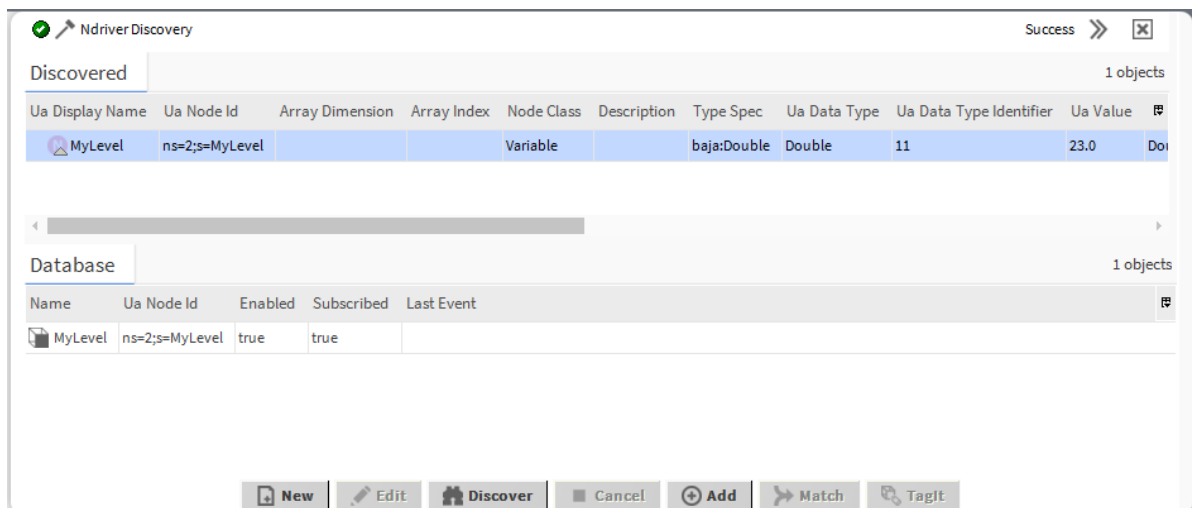 Ndriver Discovery Success
Discovered 1 objects
Ua Display Name Ua Node Id Array Dimension Array Index Node Class Description Type Spec Ua Data Type Ua Data Type Identifier Ua Value
MyLevel ns=2;s=MyLevel Variable baja:Double Double 11 23.0 Dou
Database 1 objects
Name Ua Node Id Enabled Subscribed Last Event
MyLevel ns=2;s=MyLevel true true
New Edit Discover Cancel Add Match TagIt